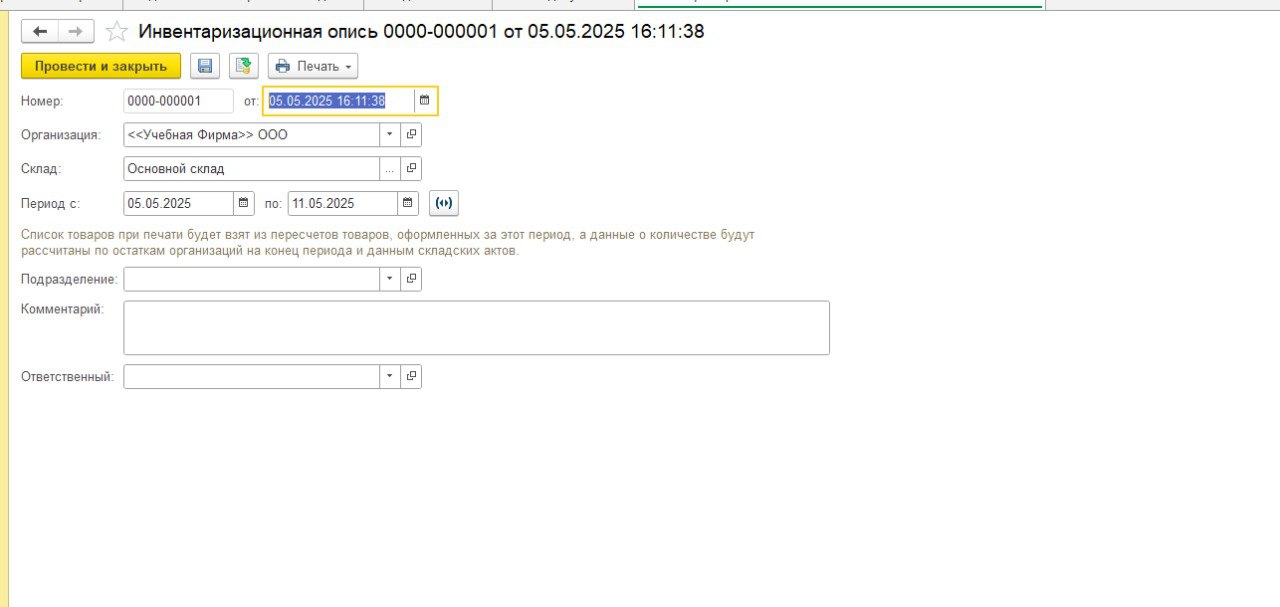 Инвентаризационная опись 0000-000001 от 05.05.2025 16:11:38
Провести и закрыть Печать
Номер: 0000-000001 от: 05.05.2025 16:11:38
Организация: <<Учебная Фирма>> ООО
Склад: Основной склад ...
Период с: 05.05.2025 по: 11.05.2025
Список товаров при печати будет взят из пересчетов товаров, оформленных за этот период, а данные о количестве будут
рассчитаны по остаткам организаций на конец периода и данным складских актов.
Подразделение:
Комментарий:
Ответственный: